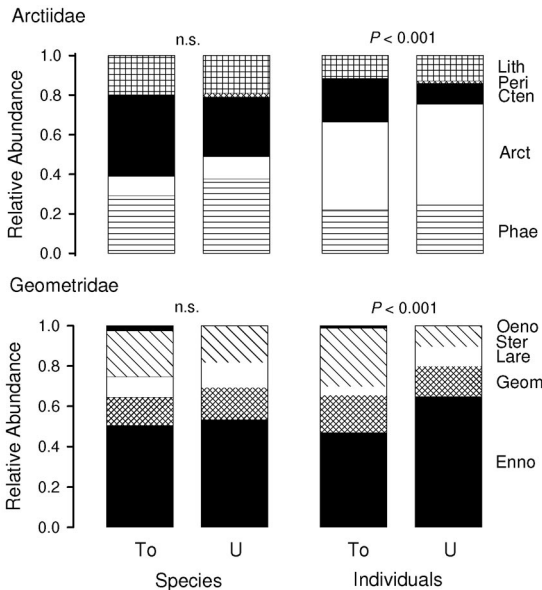 Arctiidae
n.s.
P < 0.001
Relative Abundance
1.0
0.8
0.6
0.4
0.2
0.0
Lith
Peri
Cten
Arct
Phae
Geometridae
n.s.
P < 0.001
Relative Abundance
1.0
0.8
0.6
0.4
0.2
0.0
Oeno
Ster
Lare
Geom
Enno
To U To U
Species Individuals